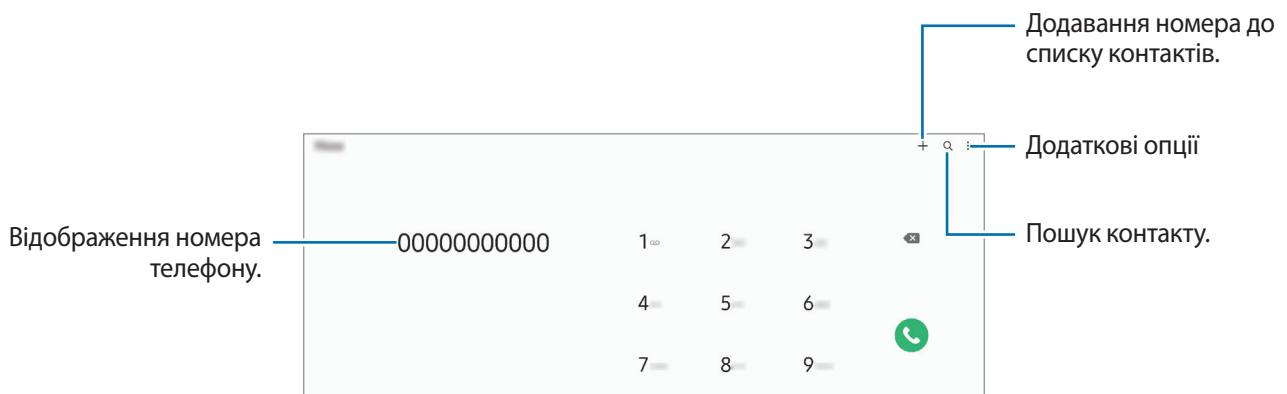 Додавання номера до
списку контактів.
Додаткові опції
Відображення номера
телефону.
00000000000
1 2 3
Пошук контакту.
4 5 6
7 8 9